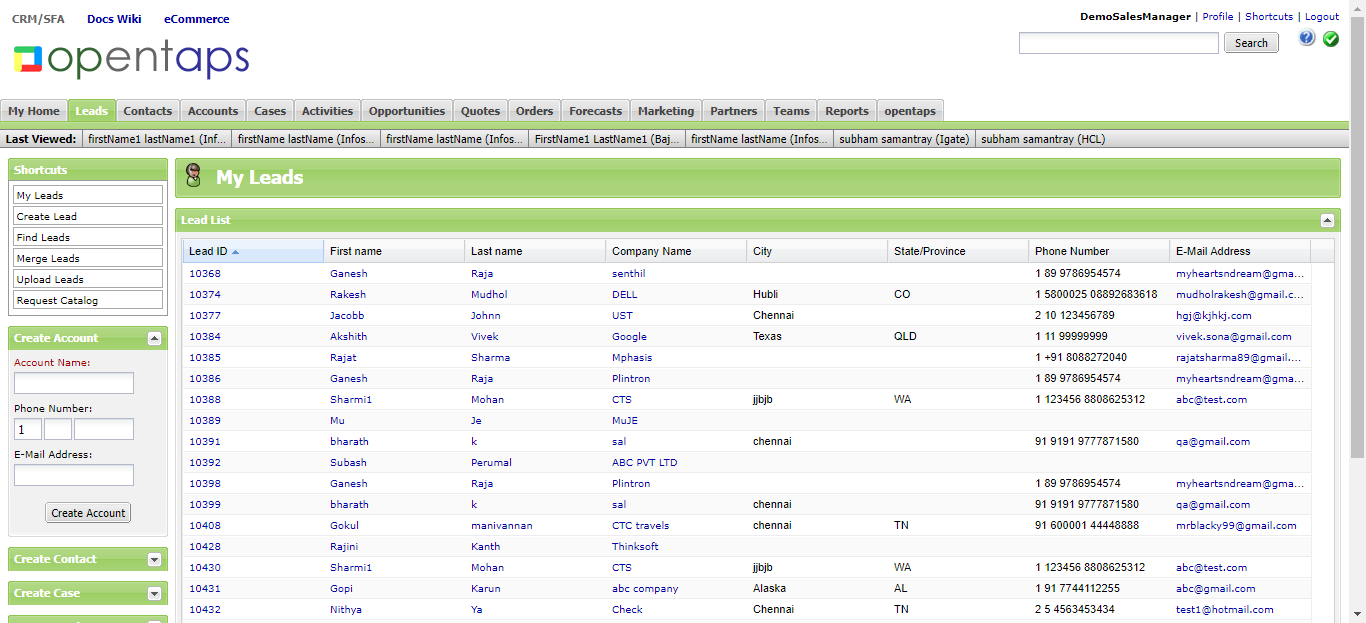 CRM/SFA Docs Wiki eCommerce
DemoSalesManager | Profile | Shortcuts | Logout
opentaps
Search
My Home Leads Contacts Accounts Cases Activities Opportunities Quotes Orders Forecasts Marketing Partners Teams Reports opentaps
Last Viewed: firstName1 lastName1 (Inf... firstName lastName (Infos... firstName lastName (Infos... FirstName1 LastName1 (Baj... firstName lastName (Infos... subham samantray (Igate) subham samantray (HCL)
Shortcuts
My Leads
Create Lead
Find Leads
Merge Leads
Upload Leads
Request Catalog
Create Account
Account Name:
Phone Number:
1
E-Mail Address:
Create Account
Create Contact
Create Case
My Leads
Lead List
Lead ID First name Last name Company Name City State/Province Phone Number E-Mail Address
10368 Ganesh Raja senthil 1 89 9786954574 myheartsndream@gma...
10374 Rakesh Mudhol DELL Hubli CO 1 5800025 08892683618 mudholrakesh@gmail.c...
10377 Jacobb Johnn UST Chennai 2 10 123456789 hgj@kjhkj.com
10384 Akshith Vivek Google Texas QLD 1 11 99999999 vivek.sona@gmail.com
10385 Rajat Sharma Mphasis 1 +91 8088272040 rajatsharma89@gmail....
10386 Ganesh Raja Plintron 1 89 9786954574 myheartsndream@gma...
10388 Sharmi1 Mohan CTS jjbjb WA 1 123456 8808625312 abc@test.com
10389 Mu Je MuJE
10391 bharath k sal chennai 91 9191 9777871580 qa@gmail.com
10392 Subash Perumal ABC PVT LTD
10398 Ganesh Raja Plintron 1 89 9786954574 myheartsndream@gma...
10399 bharath k sal chennai 91 9191 9777871580 qa@gmail.com
10408 Gokul manivannan CTC travels chennai TN 91 600001 44448888 mrblacky99@gmail.com
10428 Rajini Kanth Thinksoft
10430 Sharmi1 Mohan CTS jjbjb WA 1 123456 8808625312 abc@test.com
10431 Gopi Karun abc company Alaska AL 1 91 7744112255 abc@gmail.com
10432 Nithya Ya Check Chennai TN 2 5 4563453434 test1@hotmail.com